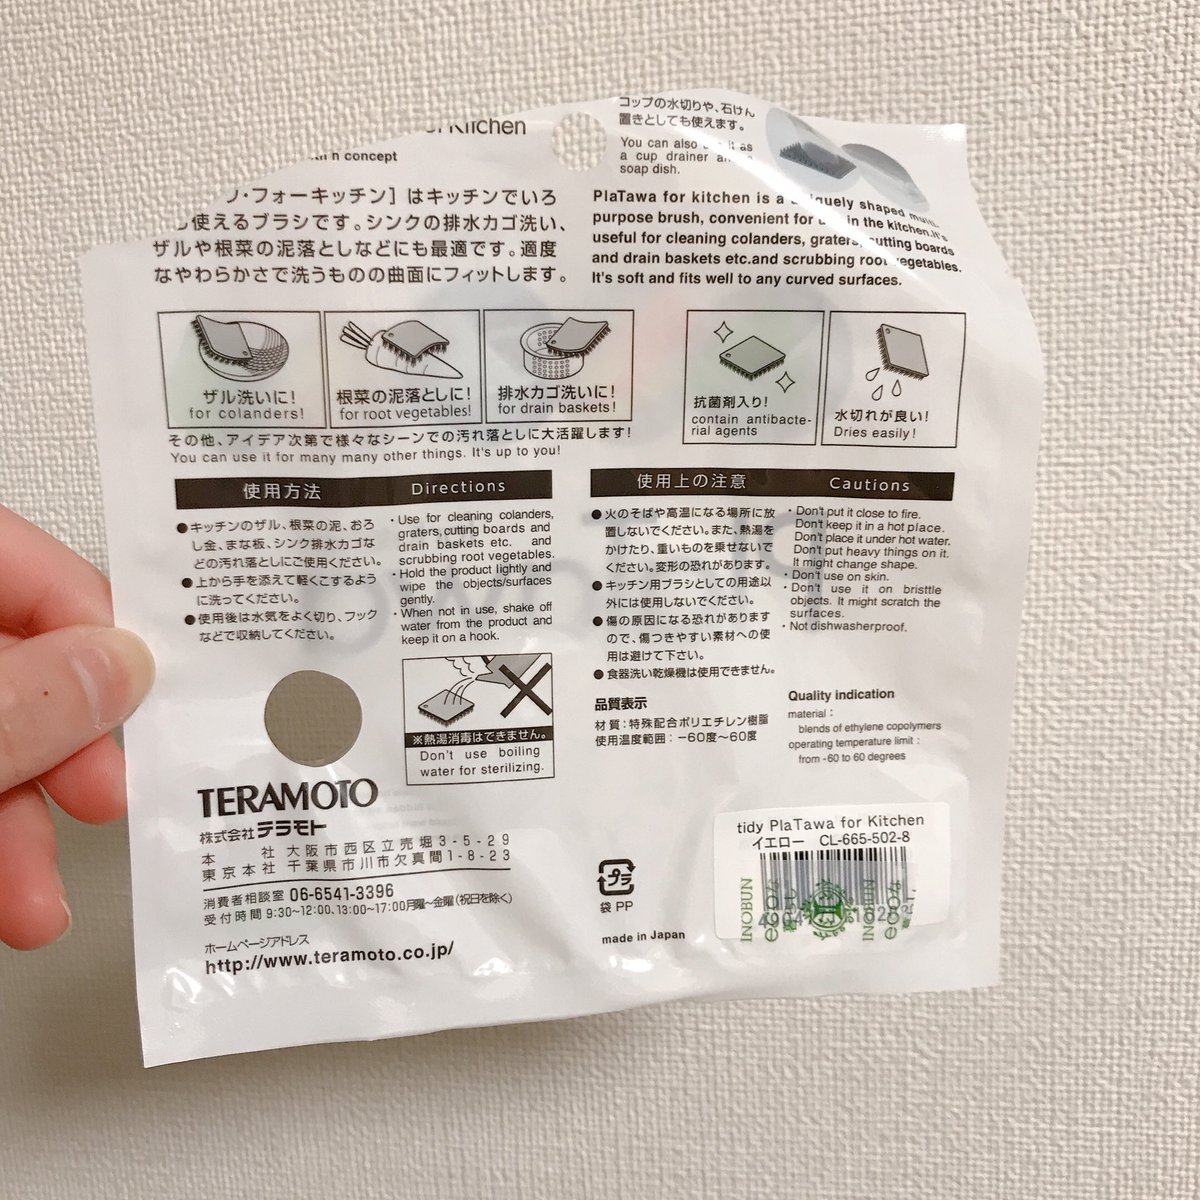 Kitchen
concept
コップの水切りや、石けん
置きとしても使えます。
You can also it as
a cup drainer
soap dish.
・フォーキッチン］はキッチンでいろ
使えるブラシです。シンクの排水カゴ洗い、
ザルや根菜の泥落としなどにも最適です。適度
なやわらかさで洗うものの曲面にフィットします。
PlaTawa for kitchen is a shaped
purpose brush, convenient for in the kitchen.It's
useful for cleaning colanders, graters, cutting boards
and drain baskets etc.and scrubbing root vegetables.
It's soft and fits well to any curved surfaces.
ザル洗いに!
for colanders!
根菜の泥落としに!
for root vegetables!
排水カゴ洗いに!
for drain baskets!
抗菌剤入り!
contain antibacte-
rial agents
水切れが良い!
Dries easily!
その他、アイデア次第で様々なシーンでの汚れ落としに大活躍します!
You can use it for many many other things. It's up to you!
使用方法 Directions
●キッチンのザル、根菜の泥、おろ
し金、まな板、シンク排水カゴな
どの汚れ落としにご使用ください。
●上から手を添えて軽くこするよう
に洗ってください。
●使用後は水気をよく切り、フック
などで収納してください。
・Use for cleaning colanders,
graters,cutting boards and
drain baskets etc. and
scrubbing root vegetables.
・Hold the product lightly and
wipe the objects/surfaces
gently.
・When not in use, shake off
water from the product and
keep it on a hook.
※熱湯消毒はできません。
Don't use boiling
water for sterilizing.
使用上の注意 Cautions
●火のそばや高温になる場所に放
置しないでください。また、熱湯を
かけたり、重いものを乗せないで
ください。変形の恐れがあります。
●キッチン用ブラシとしての用途以
外には使用しないでください。
●傷の原因になる恐れがあります
ので、傷つきやすい素材への使
用は避けて下さい。
●食器洗い乾燥機は使用できません。
・Don't put it close to fire.
Don't keep it in a hot place.
Don't place it under hot water.
Don't put heavy things on it.
It might change shape.
・Don't use on skin.
・Don't use it on bristtle
objects. It might scratch the
surfaces.
・Not dishwasherproof.
品質表示
材質：特殊配合ポリエチレン樹脂
使用温度範囲：－60度～60度
Quality indication
material：
blends of ethylene copolymers
operating temperature limit：
from -60 to 60 degrees
TERAMOTO
株式会社テラモト
本社 大阪市西区立売堀3-5-29
東京本社 千葉県市川市欠真間1-8-23
消費者相談室 06-6541-3396
受付時間 9:30~12:00、13:00~17:00月曜~金曜(祝日を除く)
ホームページアドレス
http://www.teramoto.co.jp/
プラ
袋 PP
made in Japan
tidy PlaTawa for Kitchen
イエロー CL-665-502-8
INOBUN
INOBUN